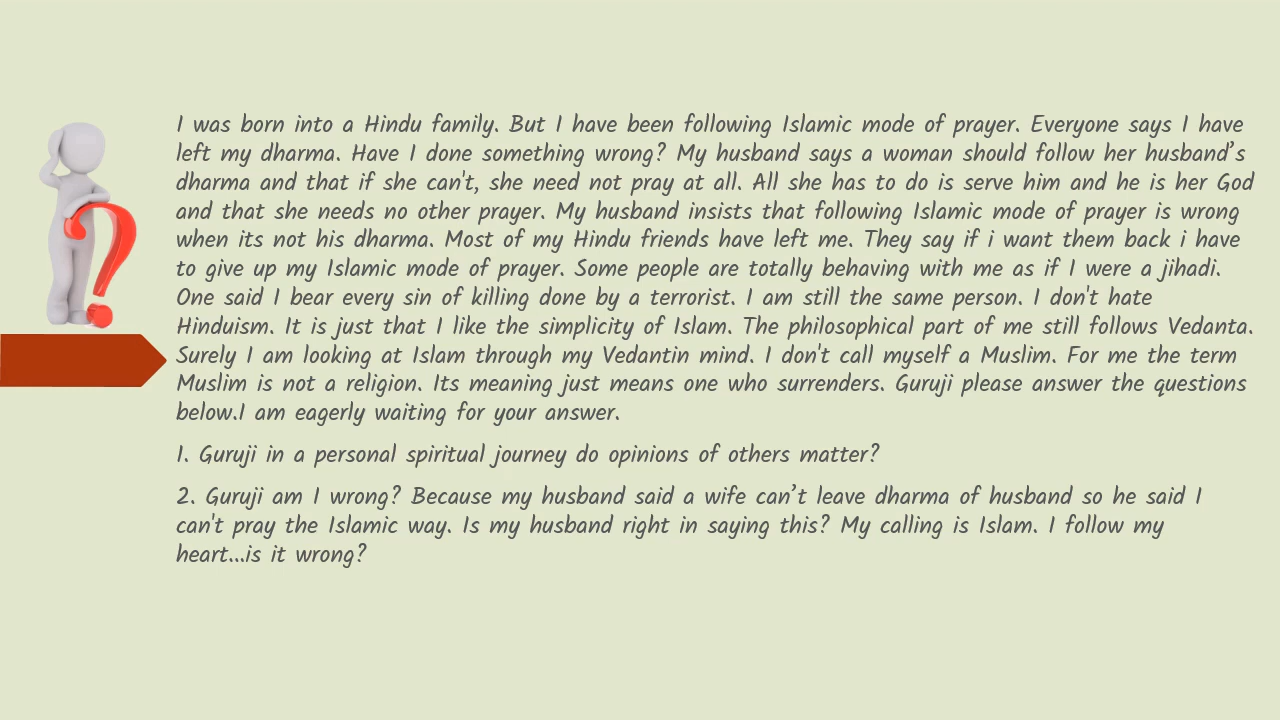 I was born into a Hindu family. But I have been following Islamic mode of prayer. Everyone says I have
left my dharma. Have I done something wrong? My husband says a woman should follow her husband’s
dharma and that if she can't, she need not pray at all. All she has to do is serve him and he is her God
and that she needs no other prayer. My husband insists that following Islamic mode of prayer is wrong
when its not his dharma. Most of my Hindu friends have left me. They say if i want them back i have
to give up my Islamic mode of prayer. Some people are totally behaving with me as if I were a jihadi.
One said I bear every sin of killing done by a terrorist. I am still the same person. I don't hate
Hinduism. It is just that I like the simplicity of Islam. The philosophical part of me still follows Vedanta.
Surely I am looking at Islam through my Vedantin mind. I don't call myself a Muslim. For me the term
Muslim is not a religion. Its meaning just means one who surrenders. Guruji please answer the questions
below.I am eagerly waiting for your answer.
1. Guruji in a personal spiritual journey do opinions of others matter?
2. Guruji am I wrong? Because my husband said a wife can’t leave dharma of husband so he said I
can't pray the Islamic way. Is my husband right in saying this? My calling is Islam. I follow my
heart...is it wrong?